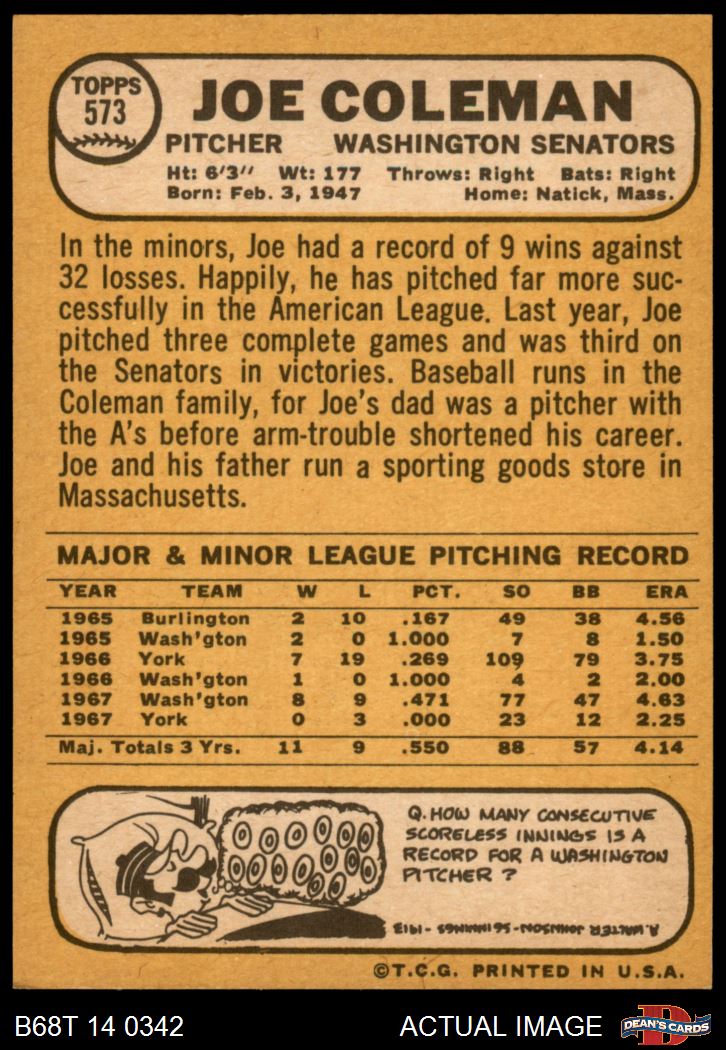 TOPPS
573
JOE COLEMAN
PITCHER WASHINGTON SENATORS
Ht: 6'3" Wt: 177 Throws: Right Bats: Right
Born: Feb. 3, 1947 Home: Natick, Mass.
In the minors, Joe had a record of 9 wins against
32 losses. Happily, he has pitched far more suc-
cessfully in the American League. Last year, Joe
pitched three complete games and was third on
the Senators in victories. Baseball runs in the
Coleman family, for Joe's dad was a pitcher with
the A's before arm-trouble shortened his career.
Joe and his father run a sporting goods store in
Massachusetts.
MAJOR & MINOR LEAGUE PITCHING RECORD
YEAR TEAM W L PCT. SO BB ERA
1965 Burlington 2 10 .167 49 38 4.56
1965 Wash'gton 2 0 1.000 7 8 1.50
1966 York 7 19 .269 109 79 3.75
1966 Wash'gton 1 0 1.000 4 2 2.00
1967 Wash'gton 8 9 .471 77 47 4.63
1967 York 0 3 .000 23 12 2.25
Maj. Totals 3 Yrs. 11 9 .550 88 57 4.14
Q. HOW MANY CONSECUTIVE
SCORELESS INNINGS IS A
RECORD FOR A WASHINGTON
PITCHER ?
A. WALTER JOHNSON-56 INNINGS-1913
©T.C.G. PRINTED IN U.S.A.
B68T 14 0342 ACTUAL IMAGE
D
DEAN'S CARDS